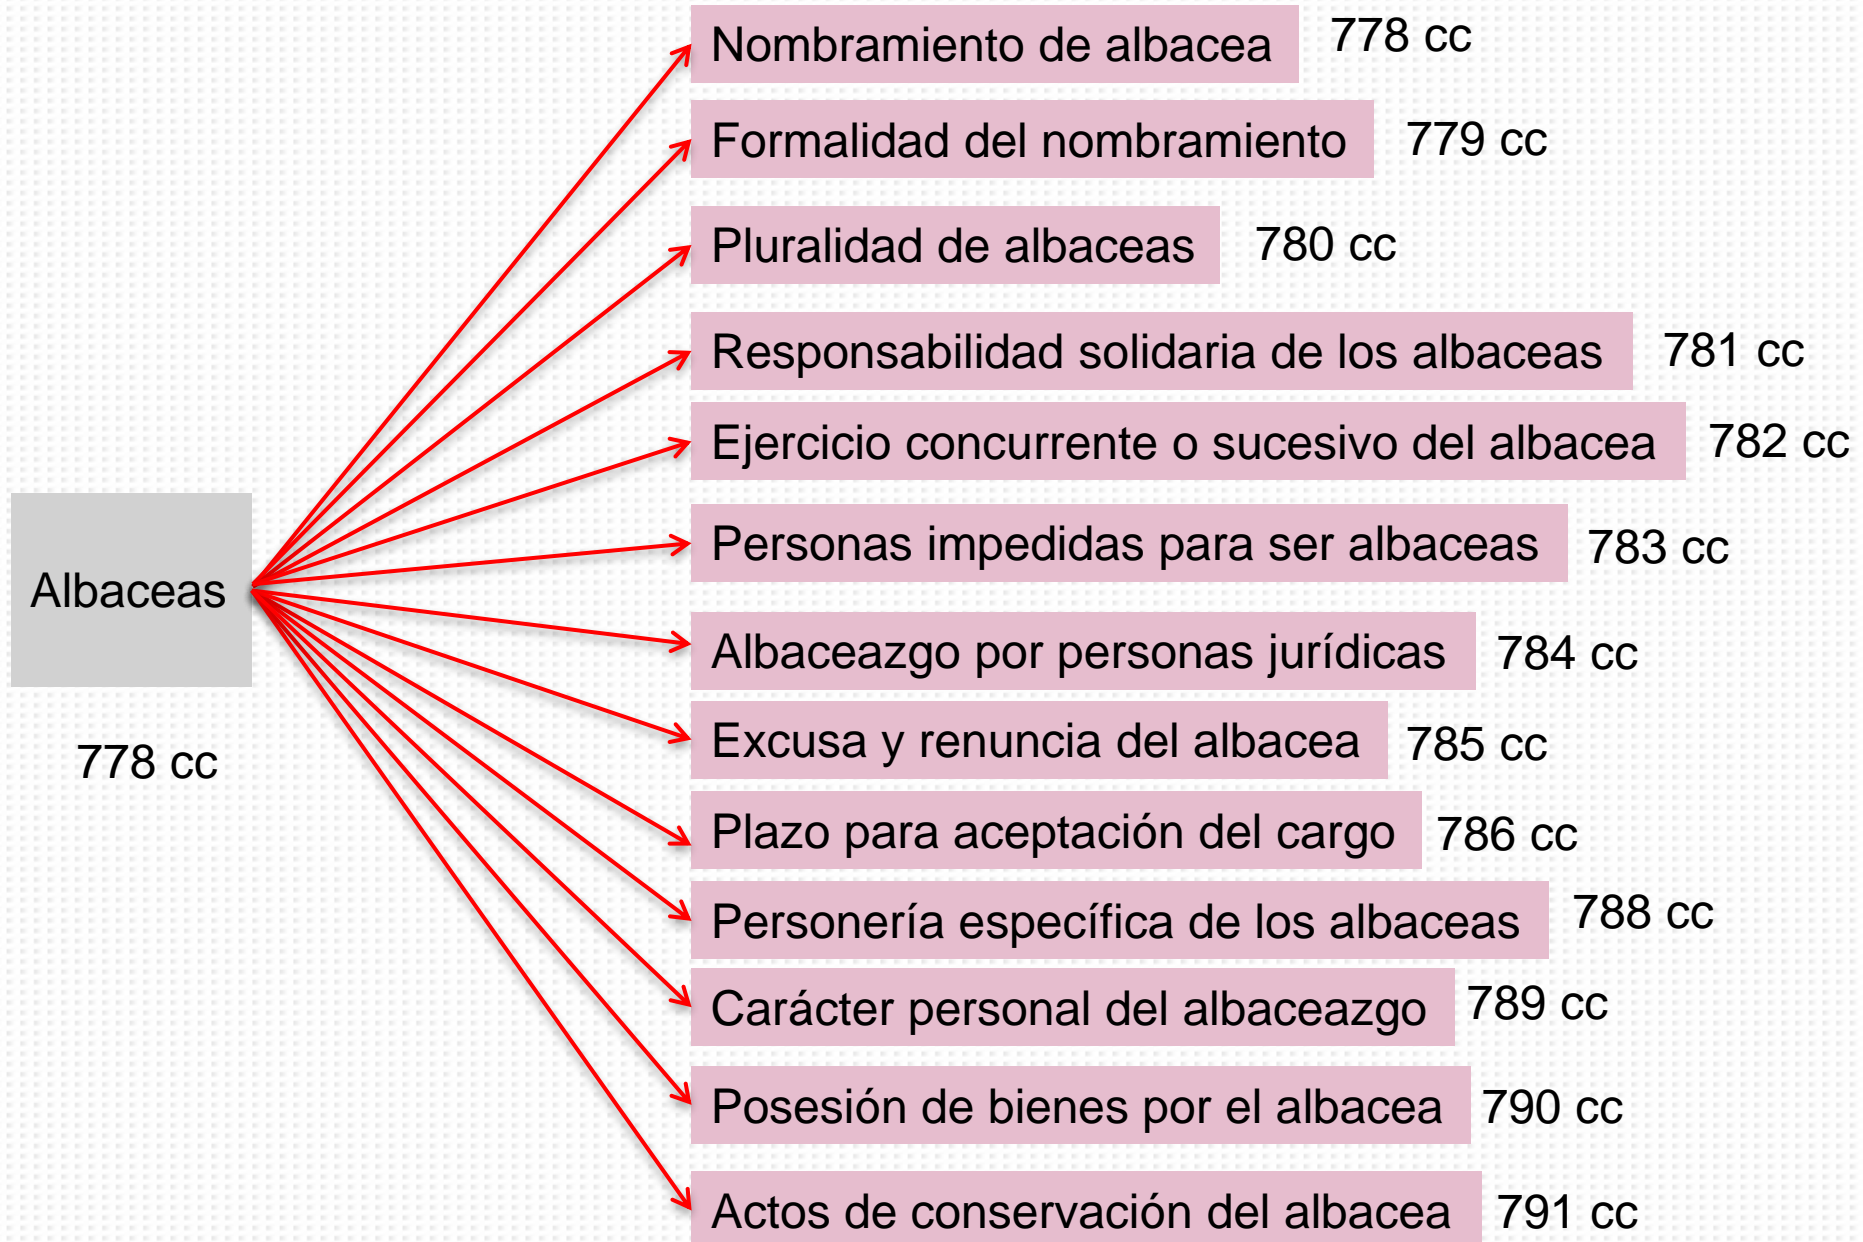 Albaceas
778 cc
Nombramiento de albacea 778 cc
Formalidad del nombramiento 779 cc
Pluralidad de albaceas 780 cc
Responsabilidad solidaria de los albaceas 781 cc
Ejercicio concurrente o sucesivo del albacea 782 cc
Personas impedidas para ser albaceas 783 cc
Albaceazgo por personas jurídicas 784 cc
Excusa y renuncia del albacea 785 cc
Plazo para aceptación del cargo 786 cc
Personería específica de los albaceas 788 cc
Carácter personal del albaceazgo 789 cc
Posesión de bienes por el albacea 790 cc
Actos de conservación del albacea 791 cc